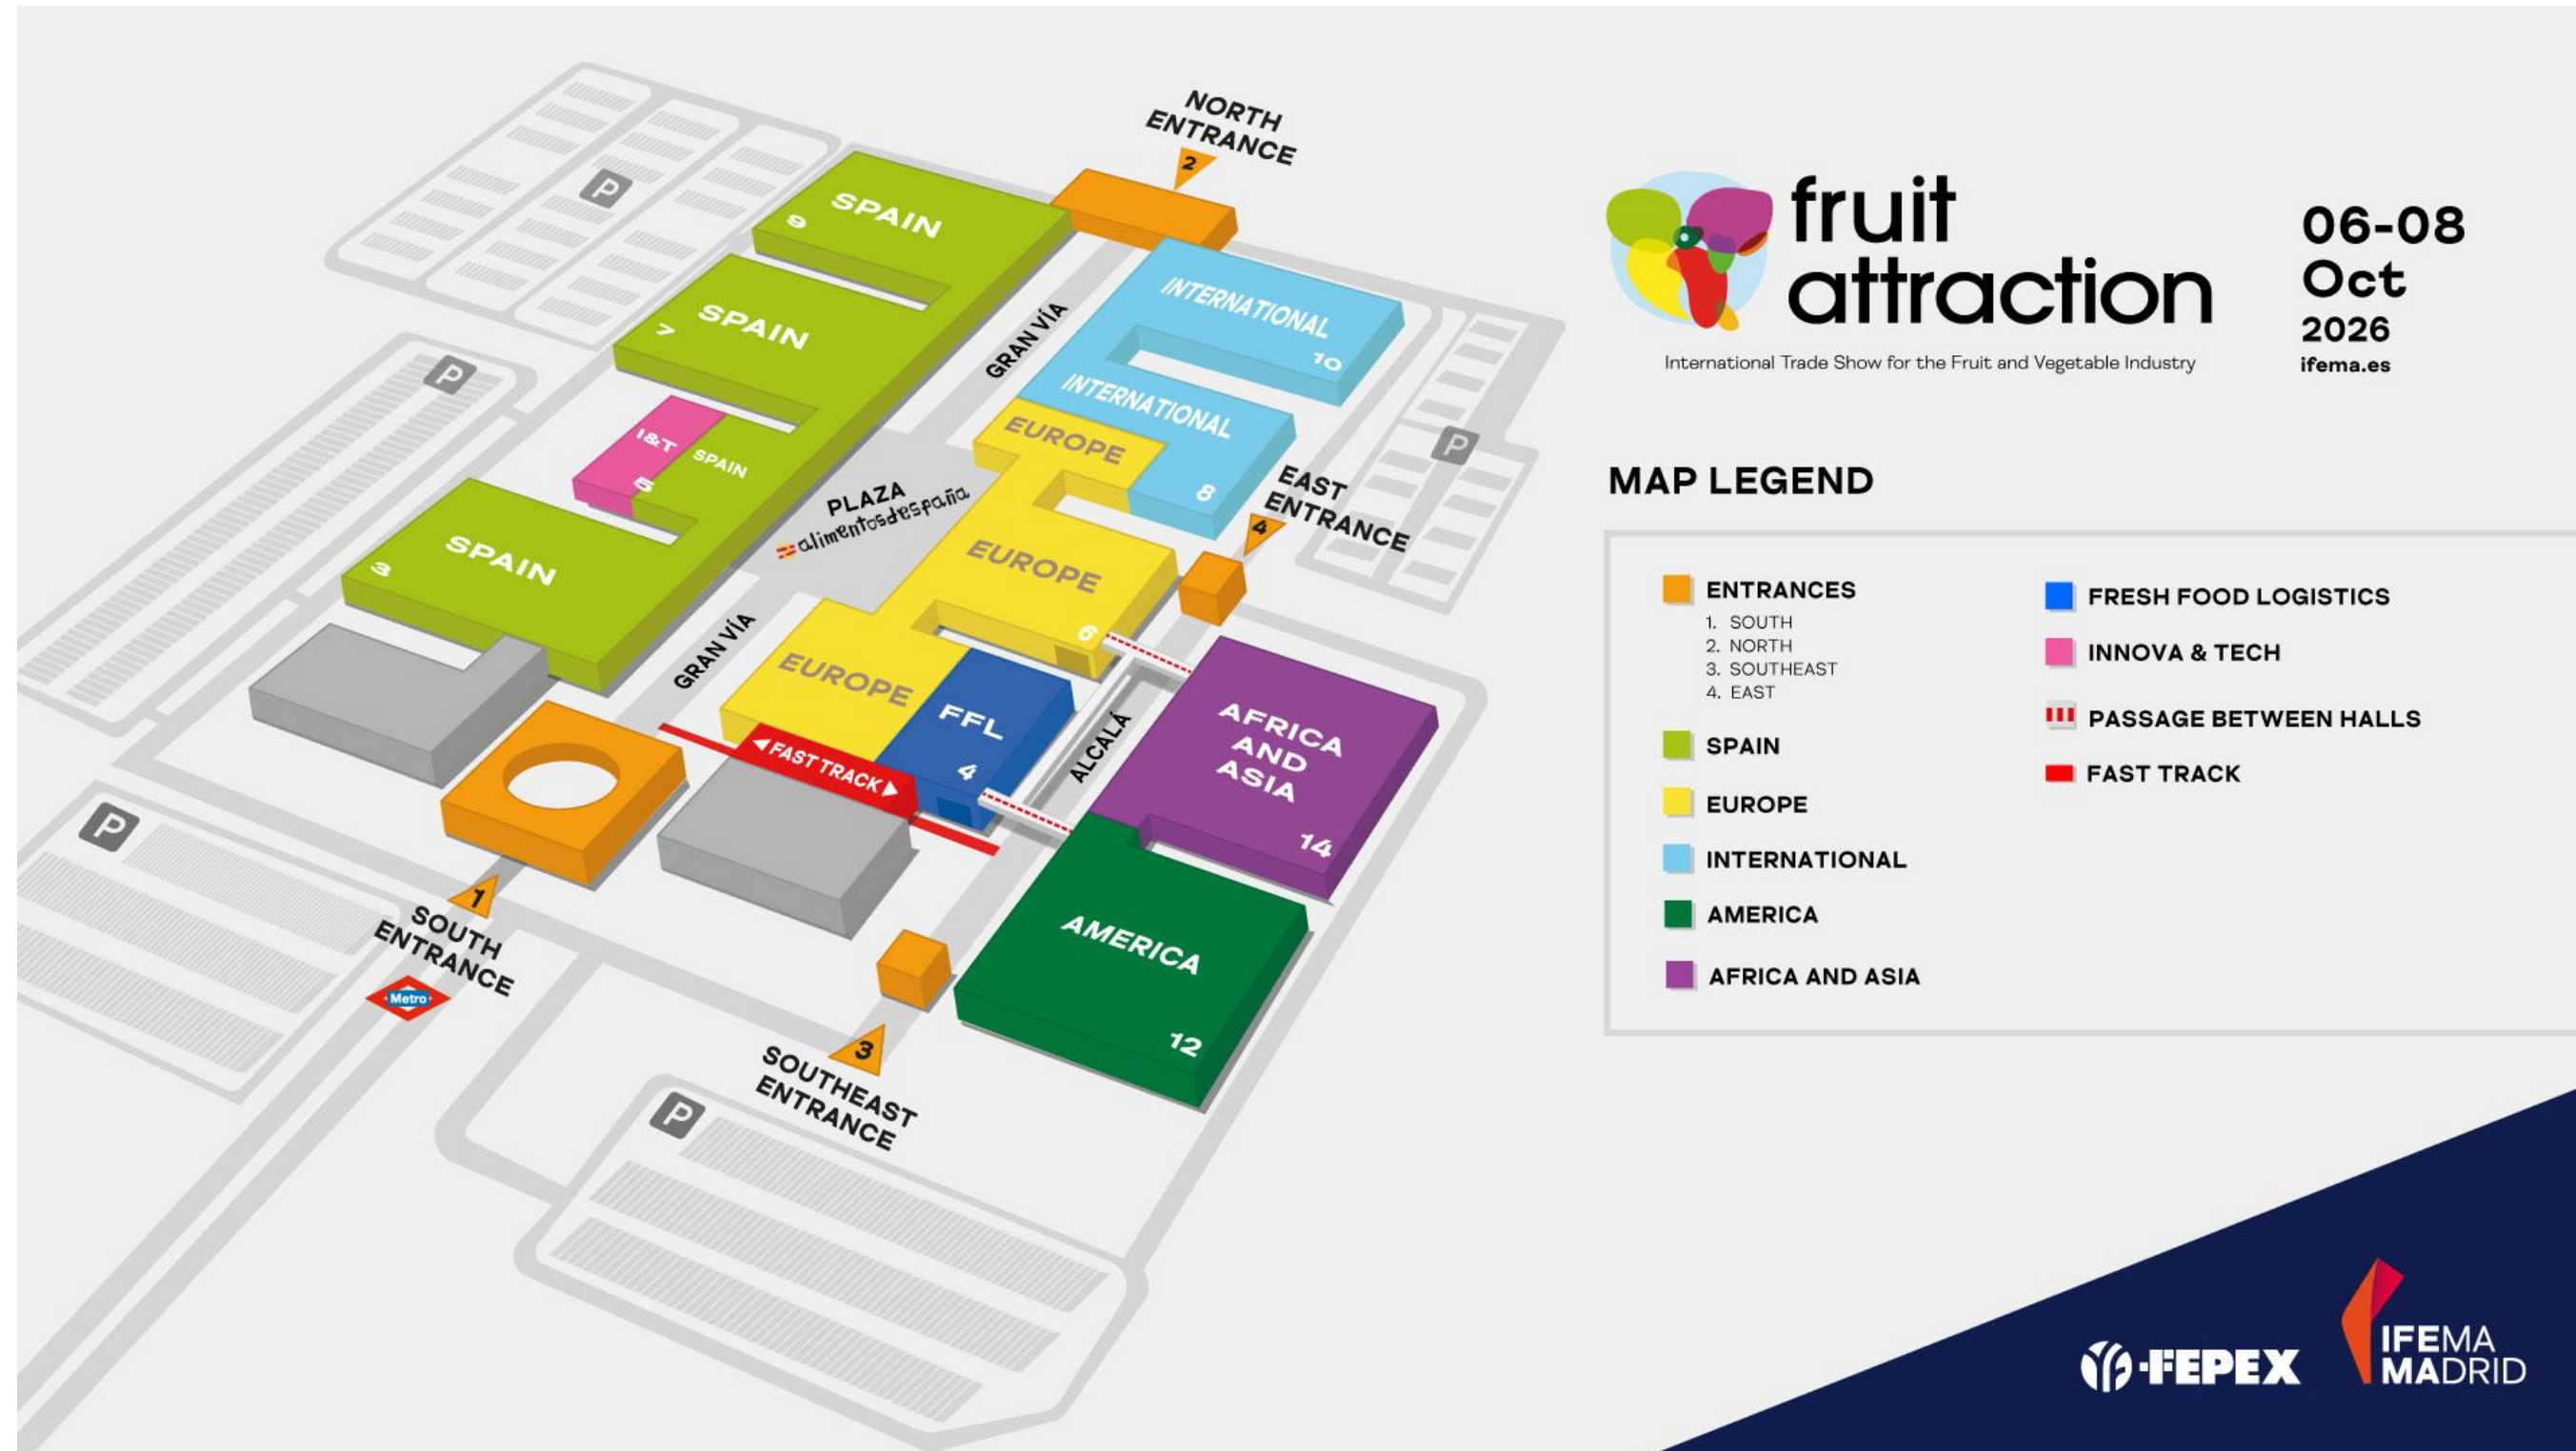 NORTH
ENTRANCE
2
SPAIN
9
SPAIN
7
I&T
SPAIN
5
SPAIN
3
GRAN VÍA
INTERNATIONAL
10
INTERNATIONAL
8
EUROPE
EAST
ENTRANCE
4
PLAZA
alimentosdespaña
EUROPE
6
GRAN VÍA
EUROPE
FFL
4
FAST TRACK
ALCALÁ
AFRICA
AND
ASIA
14
AMERICA
12
1
SOUTH
ENTRANCE
Metro
3
SOUTHEAST
ENTRANCE
P
P
P
P
P
fruit
attraction
International Trade Show for the Fruit and Vegetable Industry
06-08
Oct
2026
ifema.es
MAP LEGEND
ENTRANCES
1. SOUTH
2. NORTH
3. SOUTHEAST
4. EAST
SPAIN
EUROPE
INTERNATIONAL
AMERICA
AFRICA AND ASIA
FRESH FOOD LOGISTICS
INNOVA & TECH
PASSAGE BETWEEN HALLS
FAST TRACK
FEPEX
IFEMA
MADRID